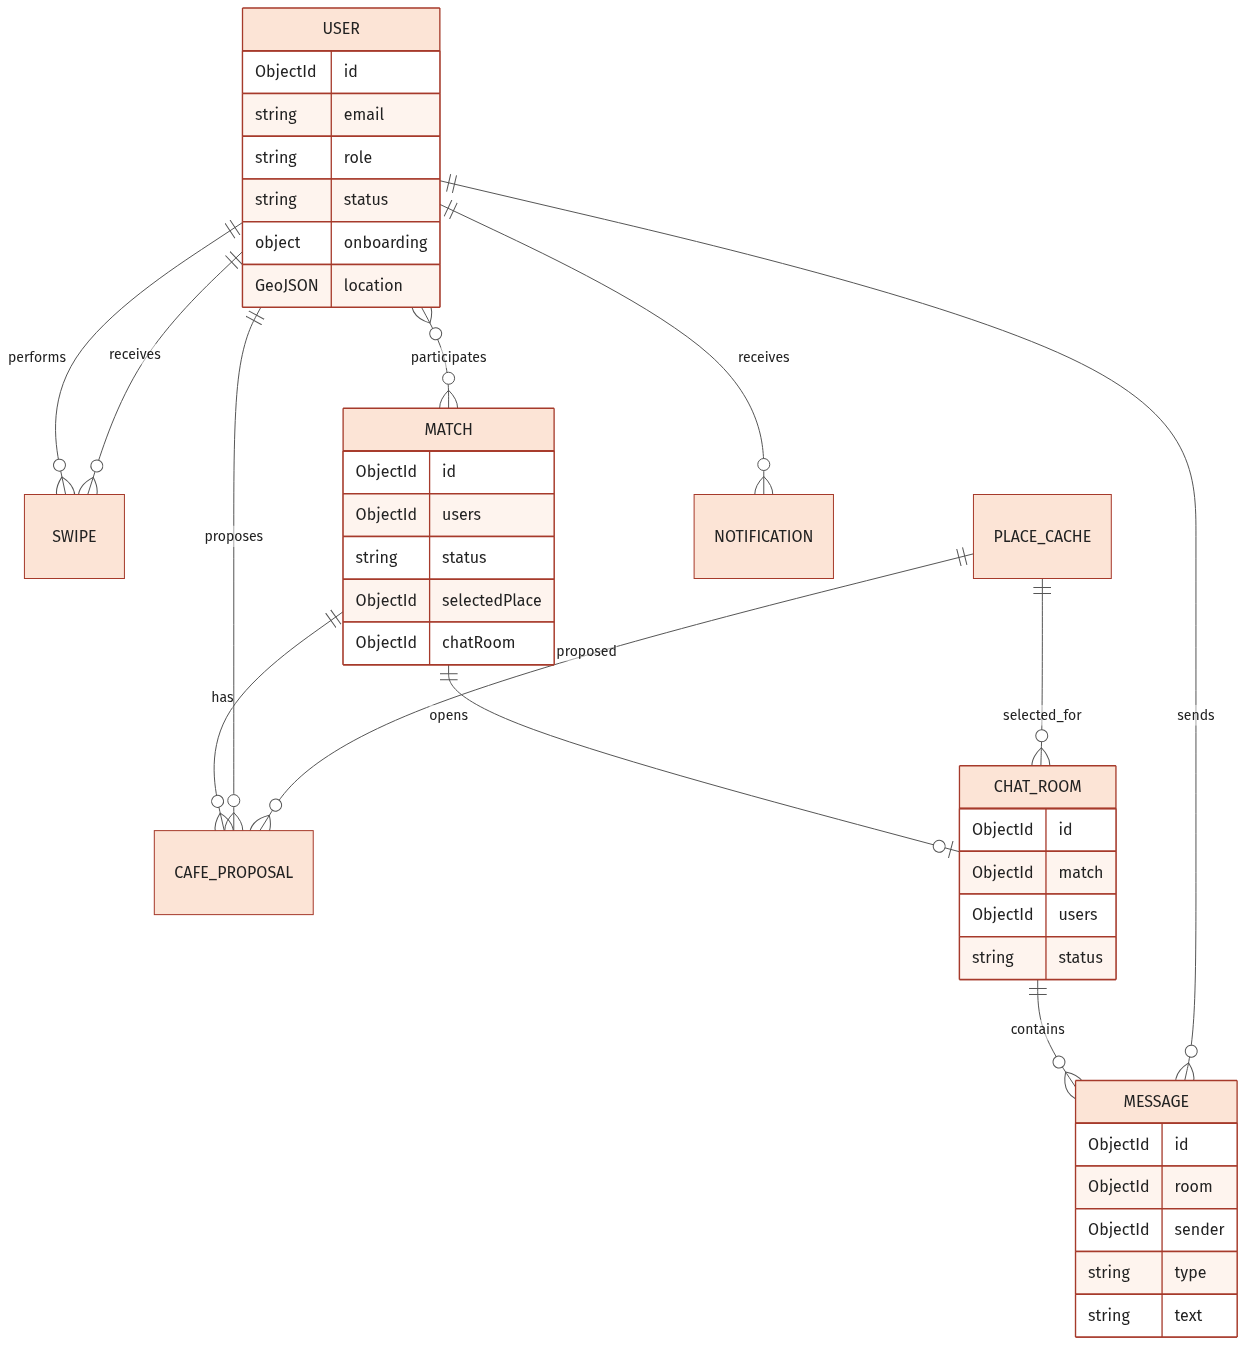 USER
ObjectId id
string email
string role
string status
object onboarding
GeoJSON location
performs
receives
participates
receives
MATCH
ObjectId id
ObjectId users
string status
ObjectId selectedPlace
ObjectId chatRoom
SWIPE
proposes
NOTIFICATION
PLACE_CACHE
proposed
has
opens
selected_for
sends
CHAT_ROOM
ObjectId id
ObjectId match
ObjectId users
string status
CAFE_PROPOSAL
contains
MESSAGE
ObjectId id
ObjectId room
ObjectId sender
string type
string text